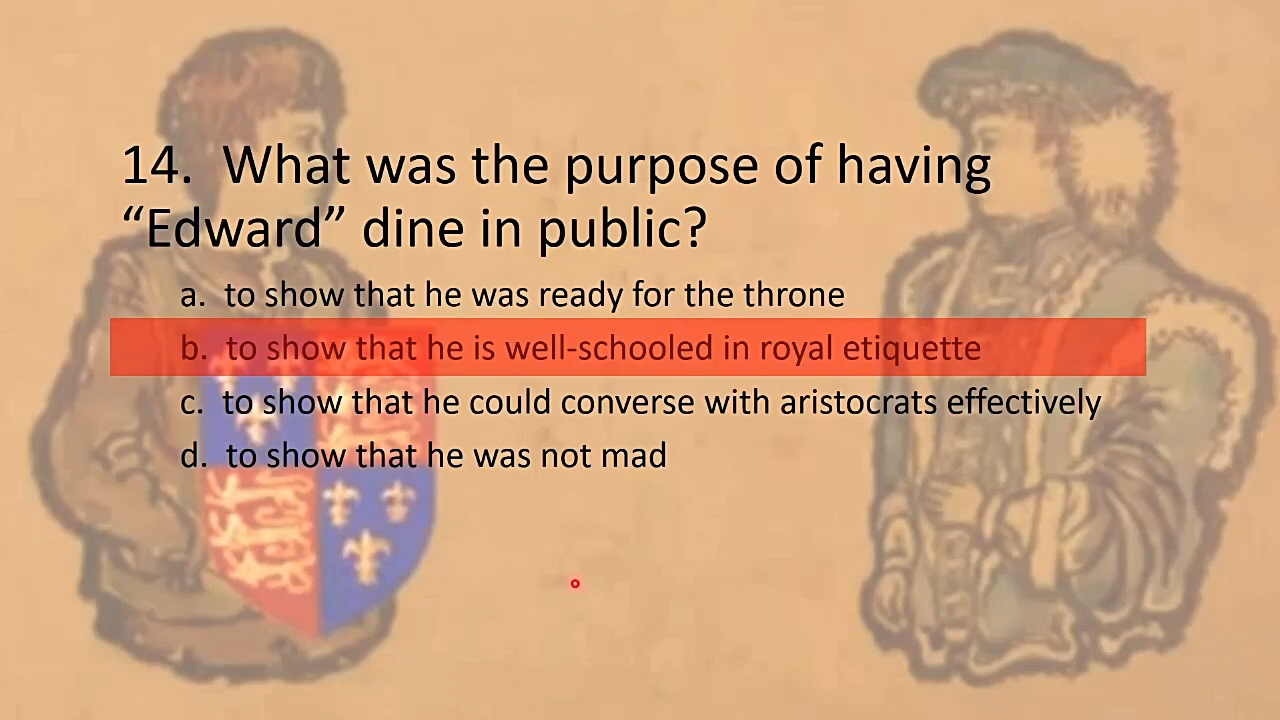 14. What was the purpose of having
“Edward” dine in public?
a. to show that he was ready for the throne
b. to show that he is well-schooled in royal etiquette
c. to show that he could converse with aristocrats effectively
d. to show that he was not mad